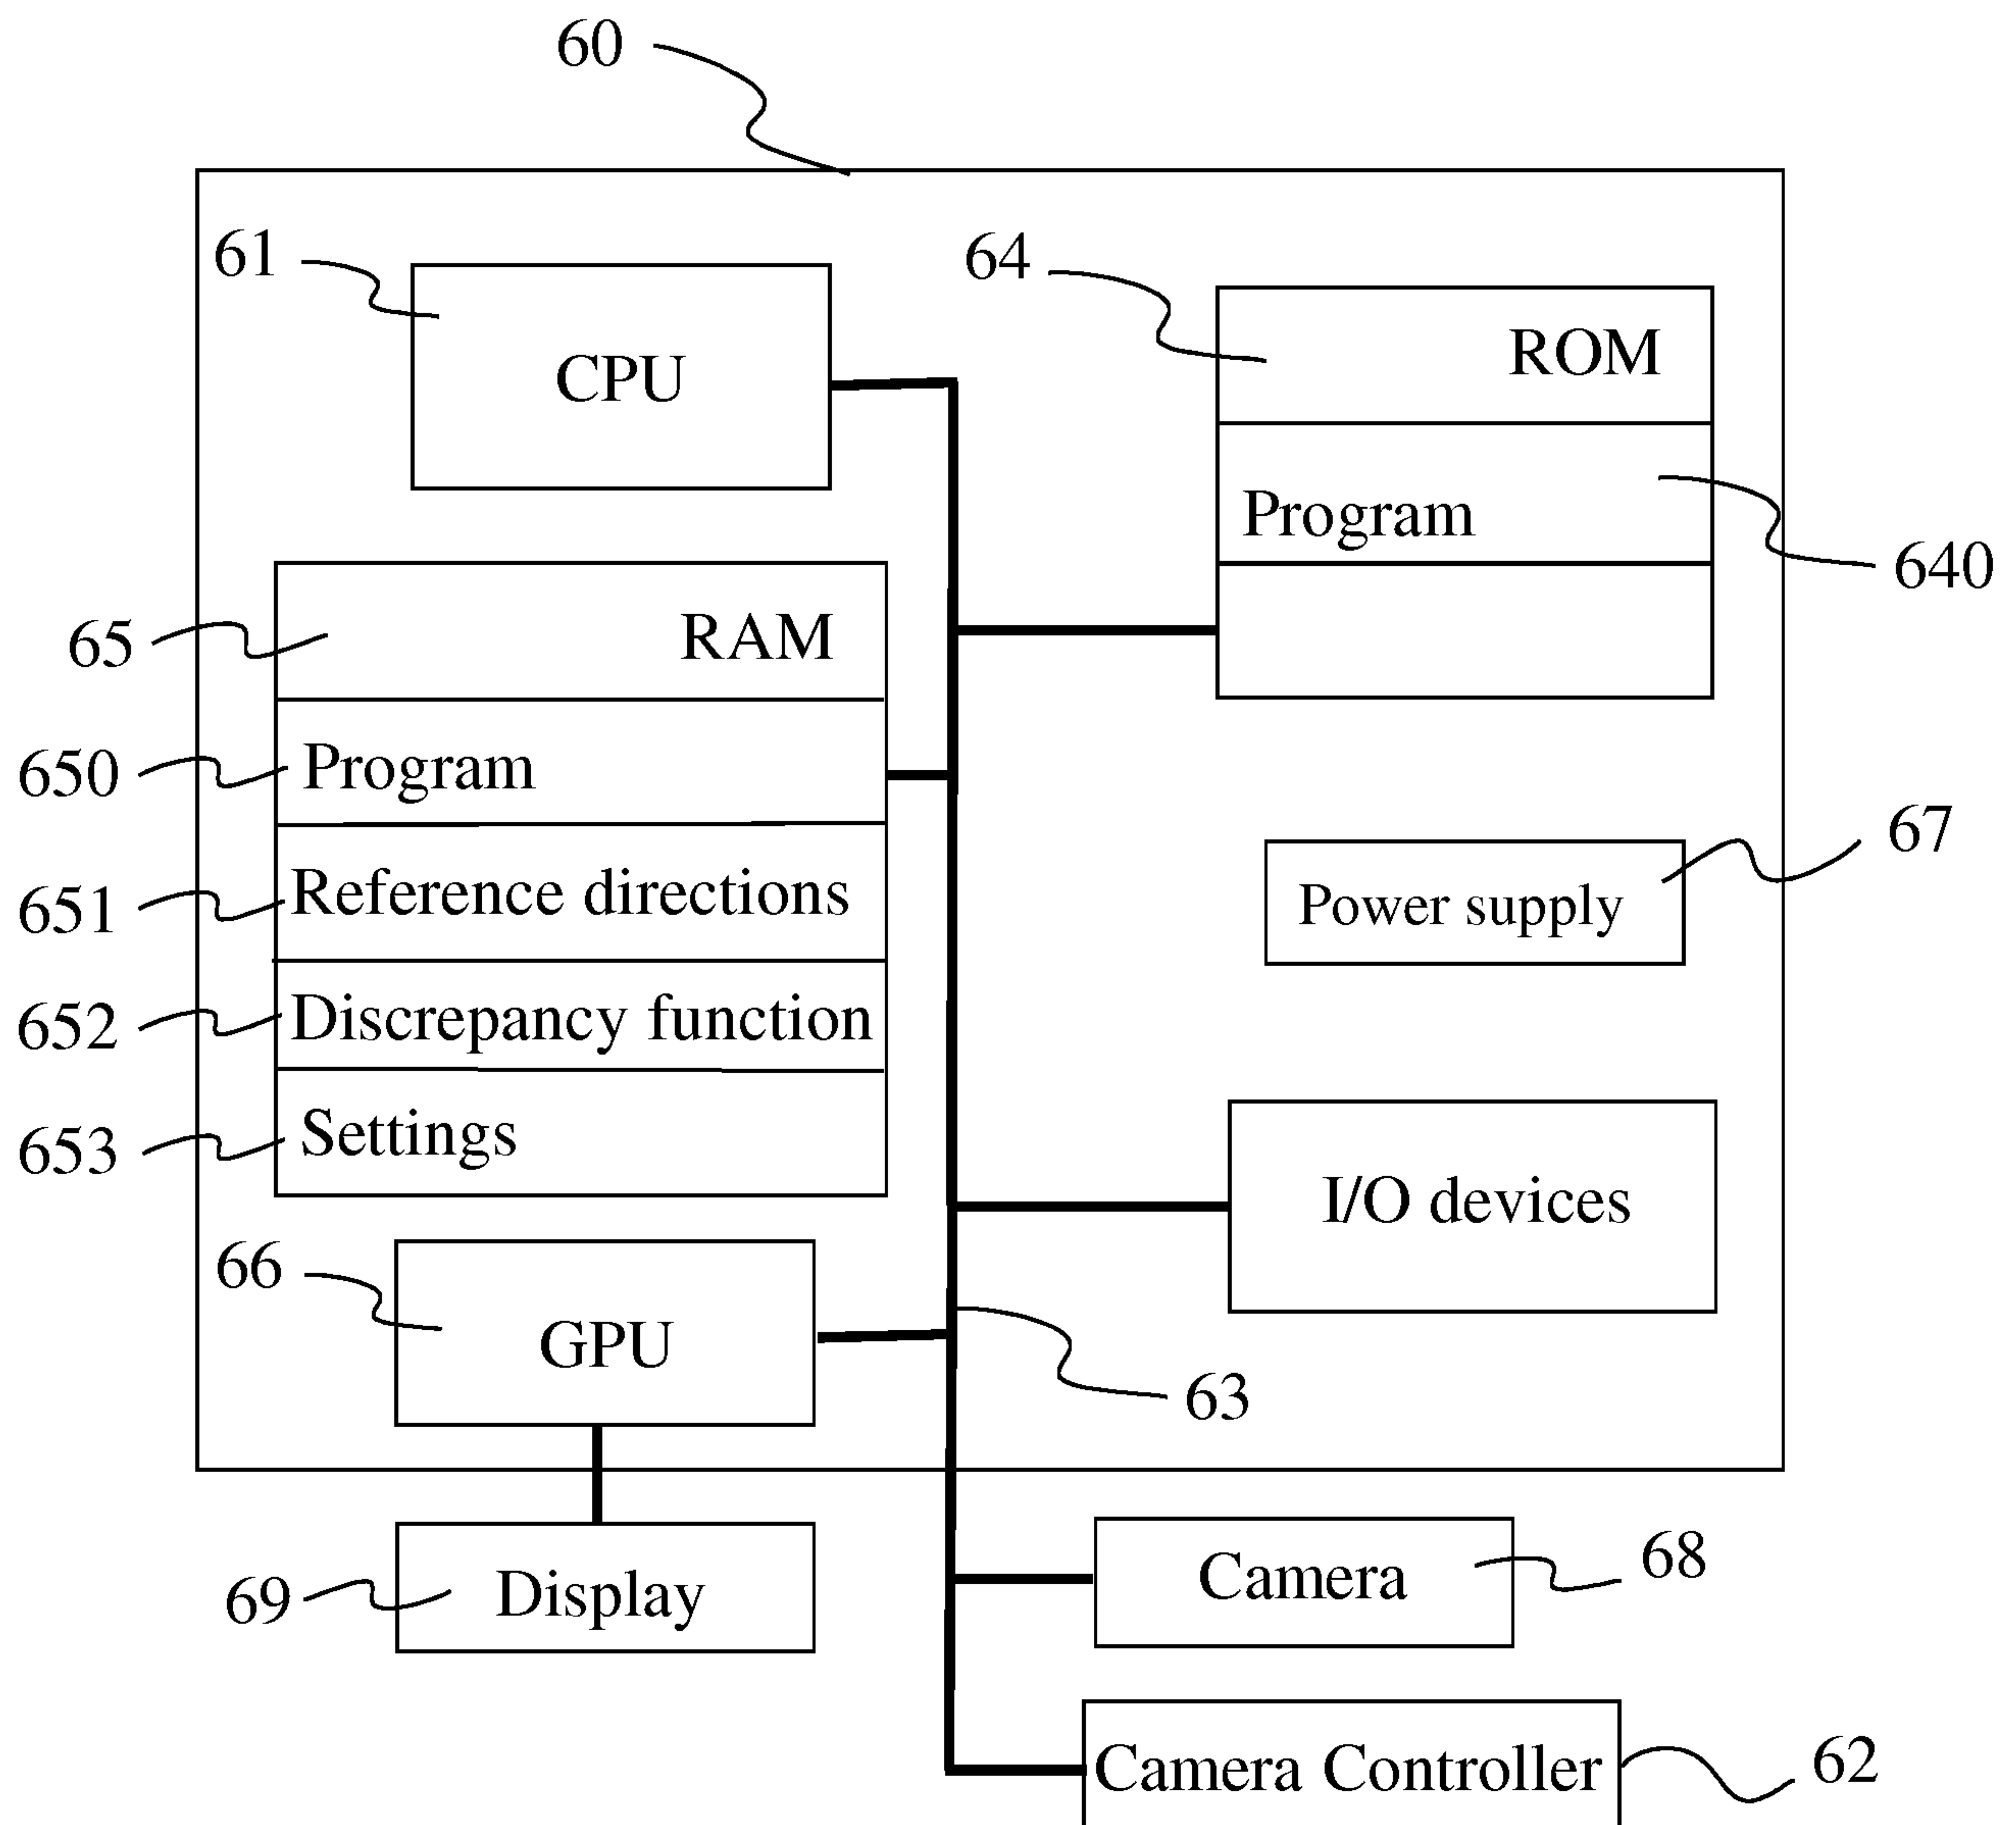 60
61
CPU
64
ROM
Program
640
65
RAM
650
Program
651
Reference directions
652
Discrepancy function
653
Settings
67
Power supply
I/O devices
66
GPU
63
69
Display
Camera
68
Camera Controller
62